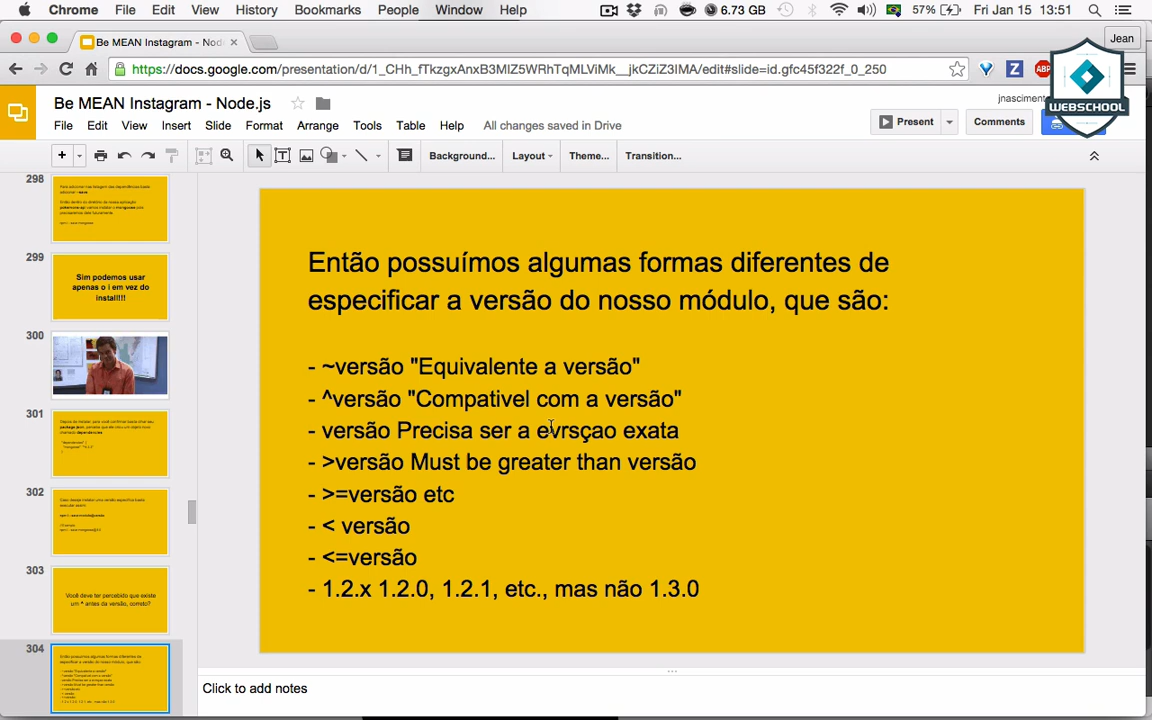 Chrome File Edit View History Bookmarks People Window Help 6.73 GB 57% Fri Jan 15 13:51
Be MEAN Instagram - Nod Jean
https://docs.google.com/presentation/d/1_CHh_fTkzgxAnxB3MlZ5WRhTqMLViMk__jkCZiZ3IMA/edit#slide=id.gfc45f322f_0_250 Z ABP
WEBSCHOOL
Be MEAN Instagram - Node.js
File Edit View Insert Slide Format Arrange Tools Table Help All changes saved in Drive Present Comments
Background... Layout Theme... Transition...
298
299
Sim podemos usar
apenas o i em vez do
install!!!
300
301
302
303
Você deve ter percebido que existe
um ^ antes da versão, correto?
304
Então possuímos algumas formas diferentes de
especificar a versão do nosso módulo, que são:
- ~versão "Equivalente a versão"
- ^versão "Compativel com a versão"
- versão Precisa ser a evrsçao exata
- >versão Must be greater than versão
- >=versão etc
- < versão
- <=versão
- 1.2.x 1.2.0, 1.2.1, etc., mas não 1.3.0
Click to add notes